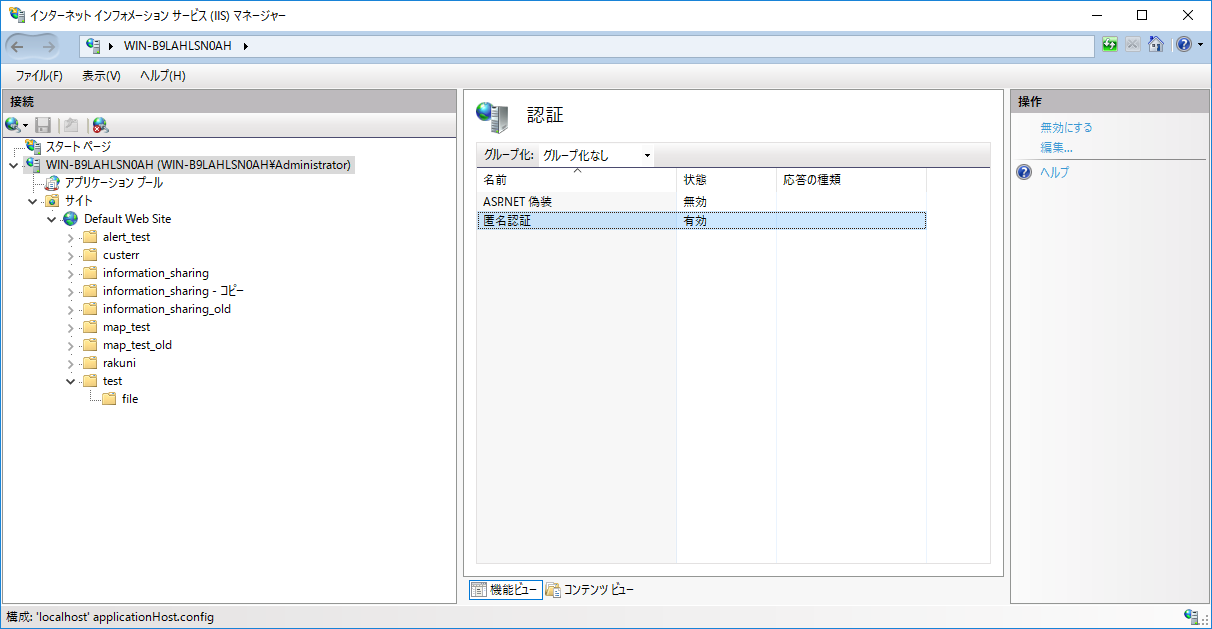 インターネット インフォメーション サービス (IIS) マネージャー
WIN-B9LAHLSN0AH
ファイル(F) 表示(V) ヘルプ(H)
接続
スタート ページ
WIN-B9LAHLSN0AH (WIN-B9LAHLSN0AH¥Administrator)
アプリケーション プール
サイト
Default Web Site
alert_test
custerr
information_sharing
information_sharing - コピー
information_sharing_old
map_test
map_test_old
rakuni
test
file
認証
グループ化: グループ化なし
名前 状態 応答の種類
ASP.NET 偽装 無効
匿名認証 有効
機能ビュー コンテンツ ビュー
操作
無効にする
編集...
ヘルプ
構成: 'localhost' applicationHost.config